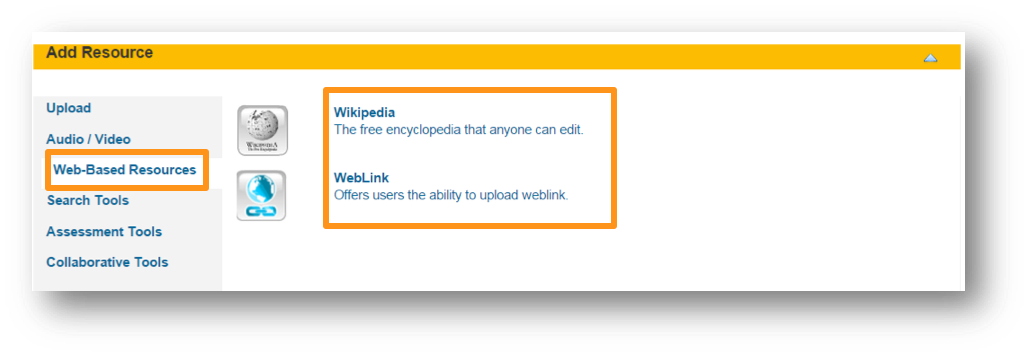 Add Resource
Upload
Audio / Video
Web-Based Resources
Search Tools
Assessment Tools
Collaborative Tools
WIKIPEDIA
The Free Encyclopedia
Wikipedia
The free encyclopedia that anyone can edit.
WebLink
Offers users the ability to upload weblink.